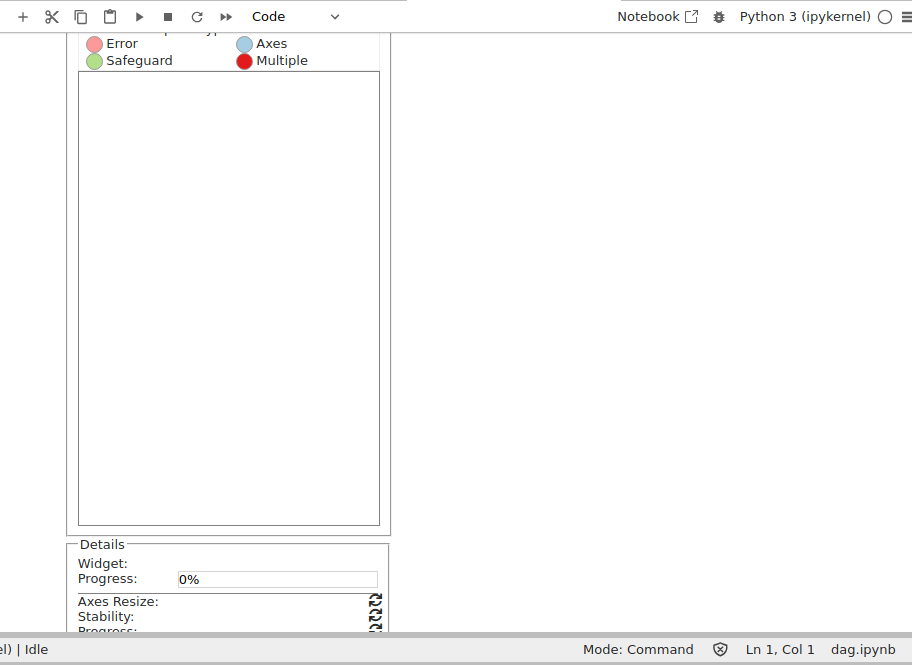 Code
Notebook
Python 3 (ipykernel)
Error
Axes
Safeguard
Multiple
Details
Widget:
Progress:
0%
Axes Resize:
Stability:
Progress:
el) | Idle
Mode: Command
Ln 1, Col 1
dag.ipynb